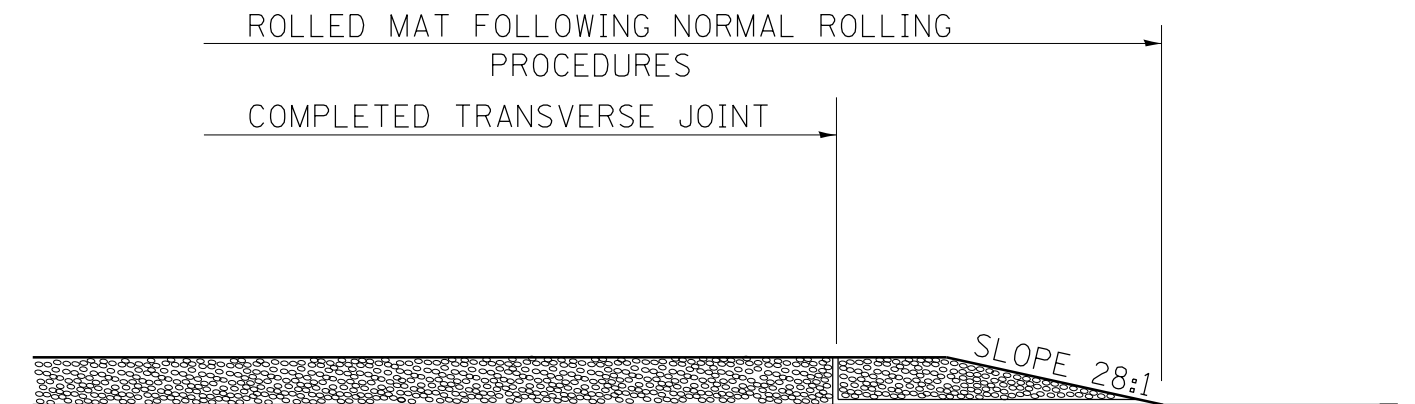 ROLLED MAT FOLLOWING NORMAL ROLLING
PROCEDURES
COMPLETED TRANSVERSE JOINT
SLOPE 28:1